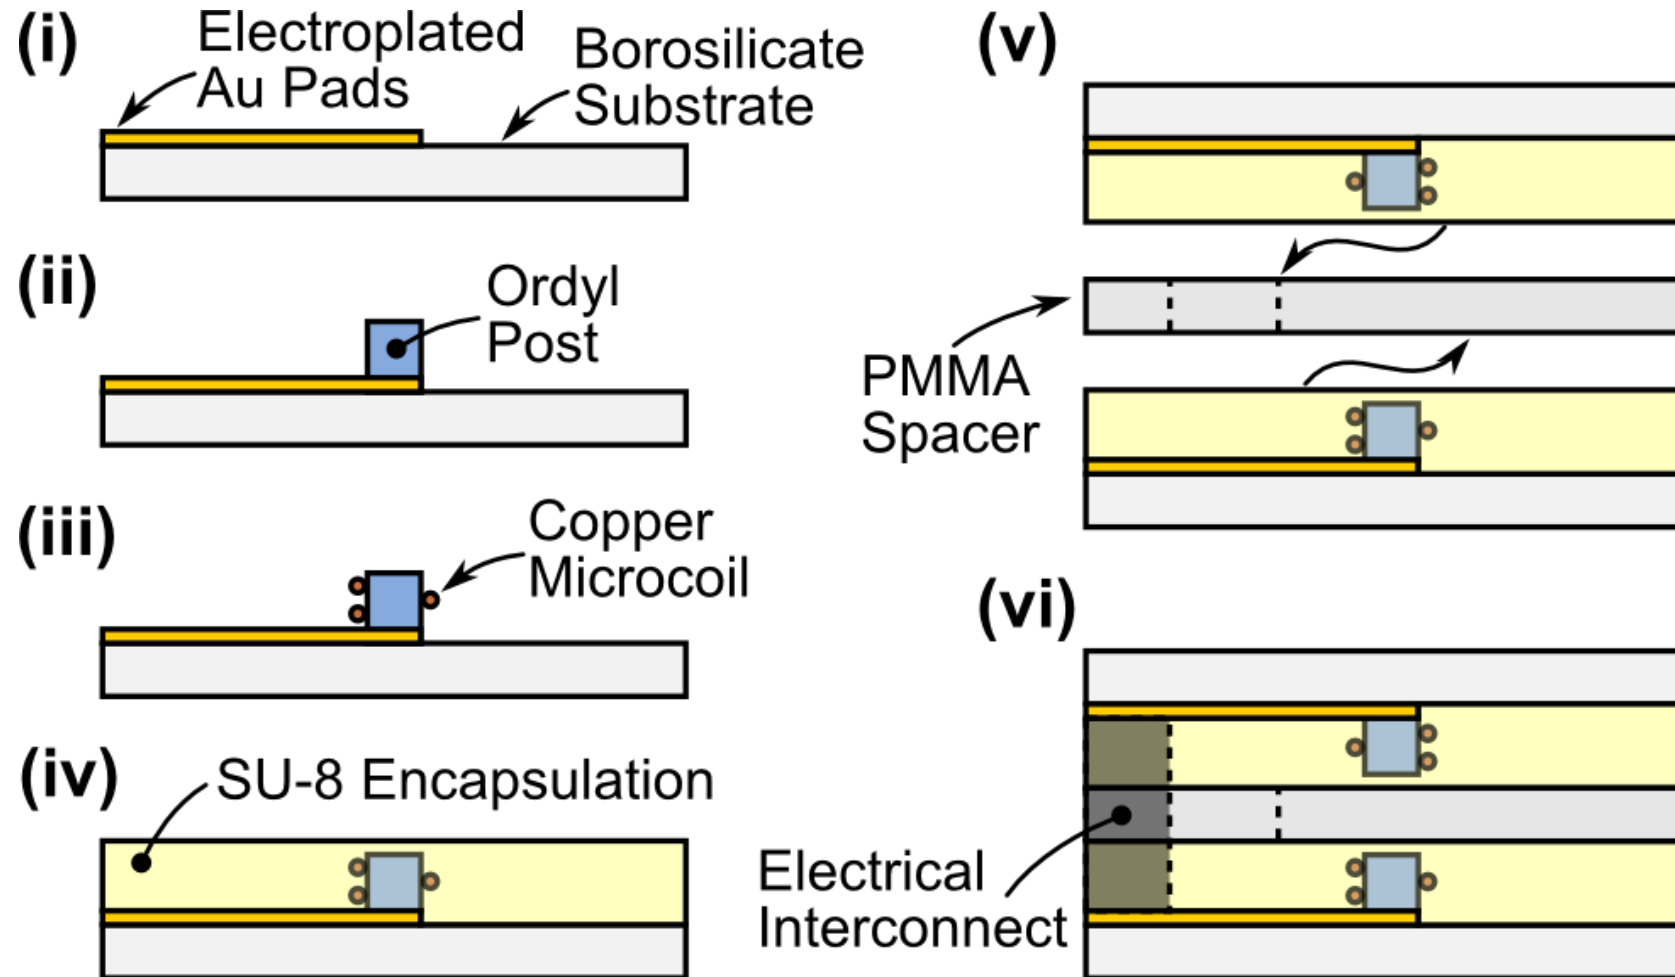 (i)
Electroplated
Au Pads
Borosilicate
Substrate
(ii)
Ordyl
Post
(iii)
Copper
Microcoil
(iv)
SU-8 Encapsulation
(v)
PMMA
Spacer
(vi)
Electrical
Interconnect